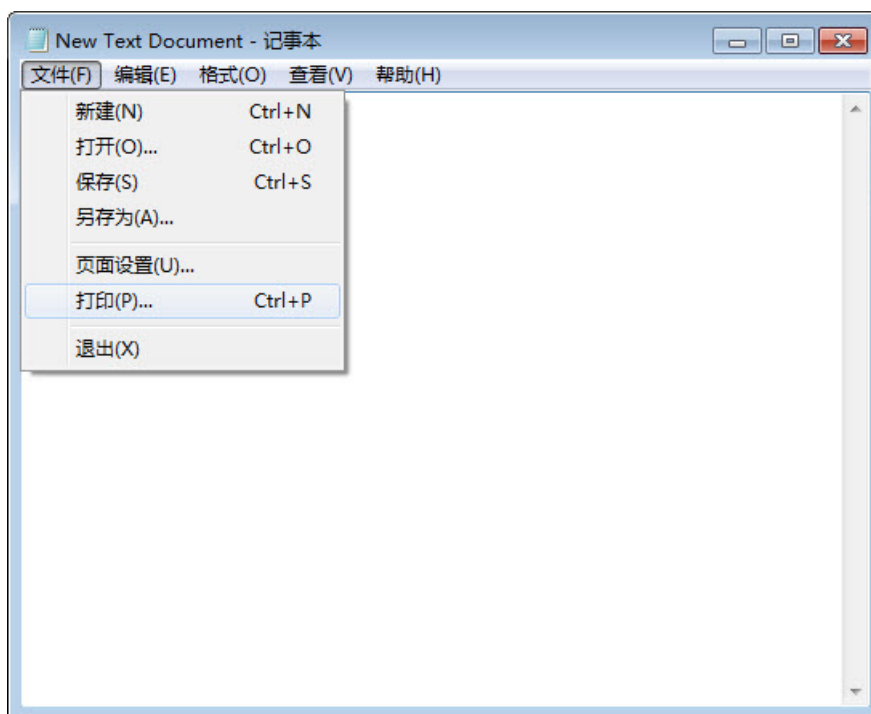 New Text Document - 记事本
文件(F) 编辑(E) 格式(O) 查看(V) 帮助(H)
新建(N) Ctrl+N
打开(O)... Ctrl+O
保存(S) Ctrl+S
另存为(A)...
页面设置(U)...
打印(P)... Ctrl+P
退出(X)